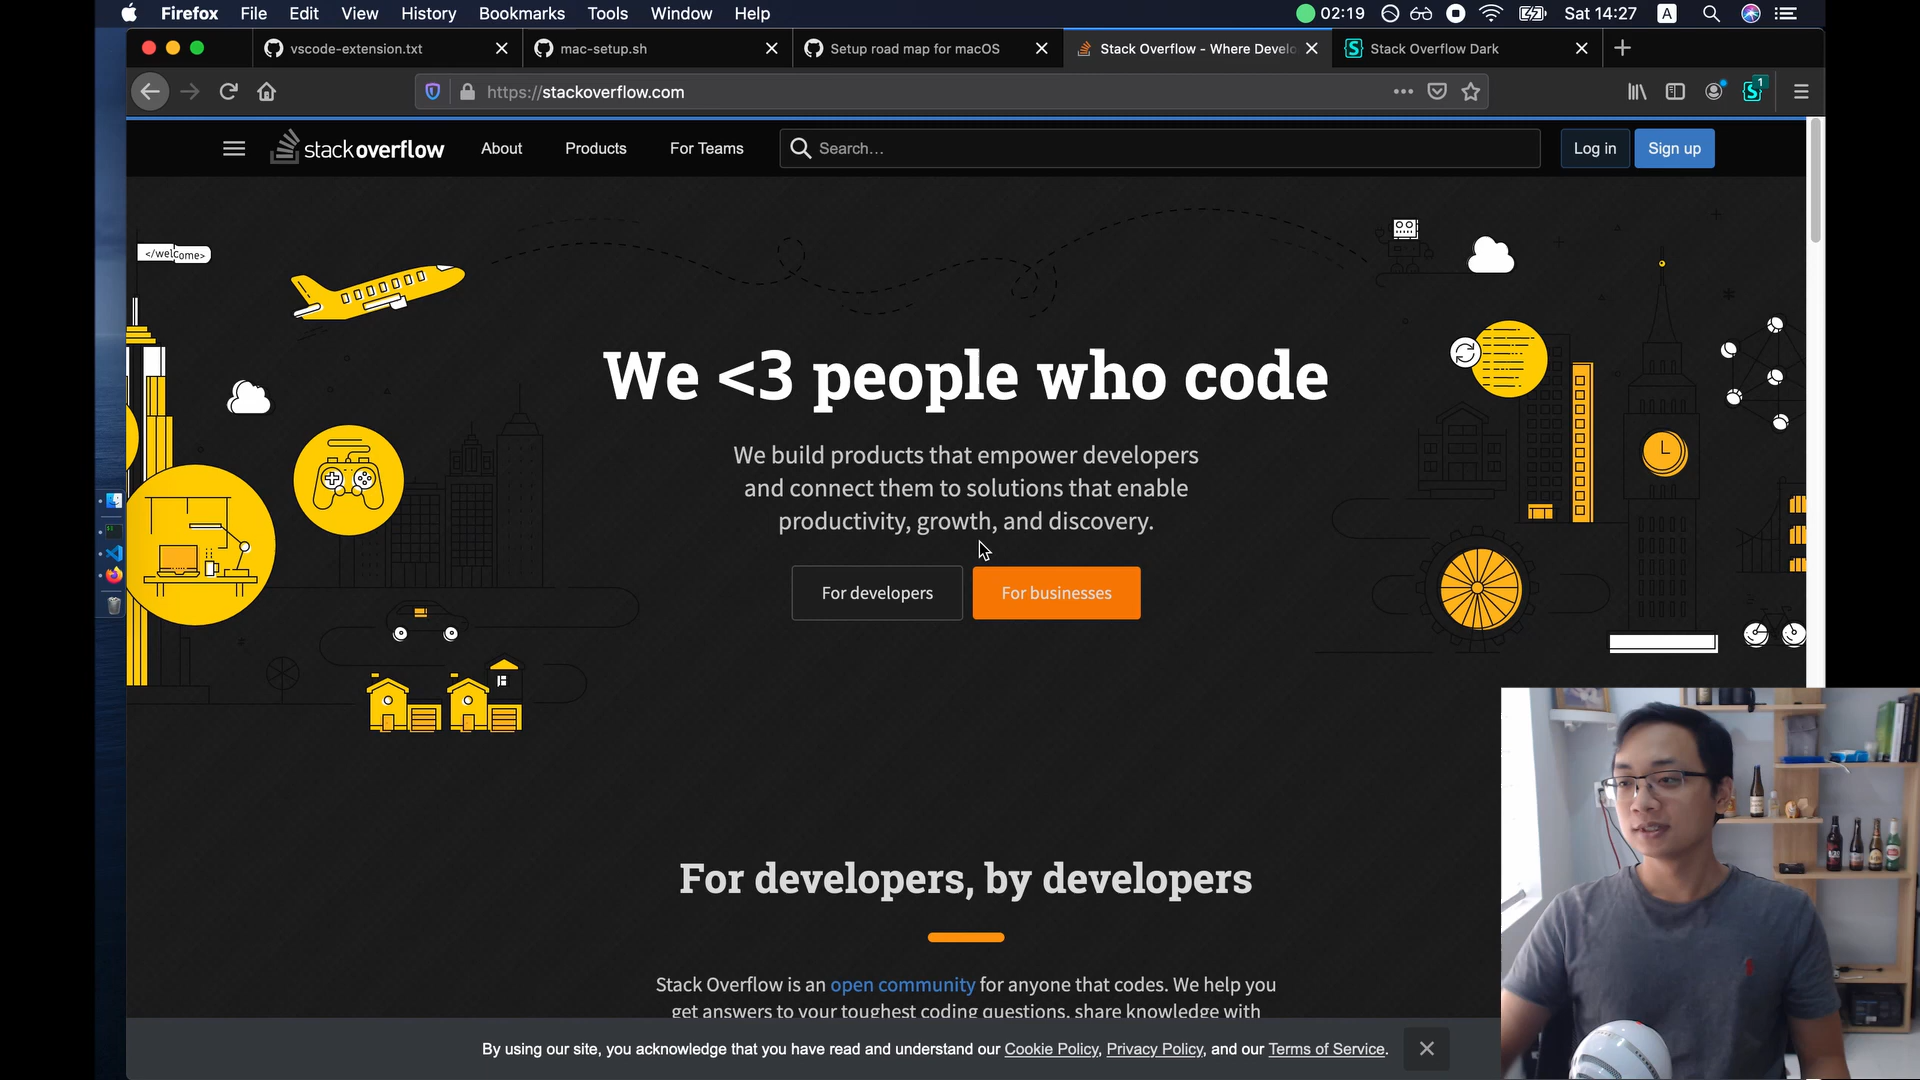 Firefox File Edit View History Bookmarks Tools Window Help 02:19 Sat 14:27 A
vscode-extension.txt mac-setup.sh Setup road map for macOS Stack Overflow - Where Develo Stack Overflow Dark
https://stackoverflow.com 1
stackoverflow About Products For Teams Search... Log in Sign up
</welcome>
We <3 people who code
We build products that empower developers
and connect them to solutions that enable
productivity, growth, and discovery.
For developers For businesses
For developers, by developers
Stack Overflow is an open community for anyone that codes. We help you
get answers to your toughest coding questions, share knowledge with
By using our site, you acknowledge that you have read and understand our Cookie Policy, Privacy Policy, and our Terms of Service.